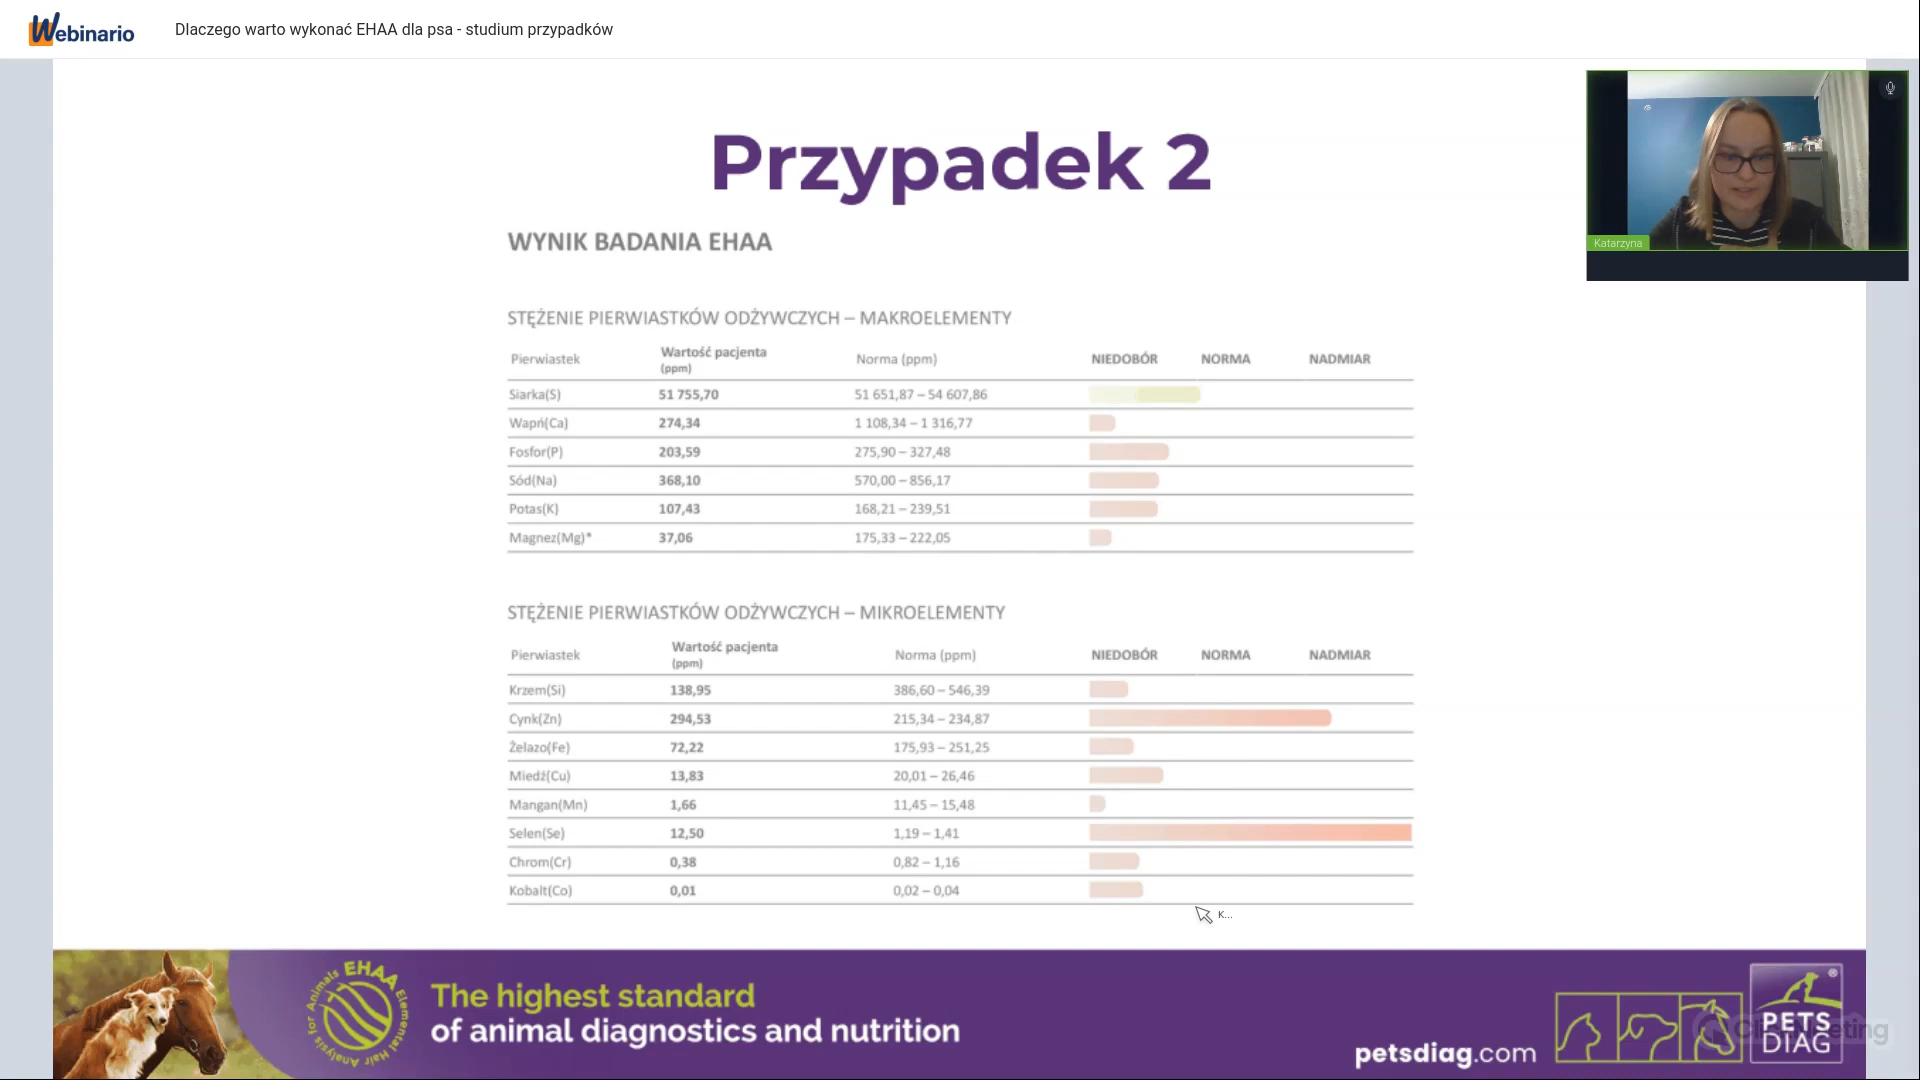 Webinario
Dlaczego warto wykonać EHAA dla psa - studium przypadków
Katarzyna
Przypadek 2
WYNIK BADANIA EHAA
STĘŻENIE PIERWIASTKÓW ODŻYWCZYCH – MAKROELEMENTY
Pierwiastek Wartość pacjenta (ppm) Norma (ppm) NIEDOBÓR NORMA NADMIAR
Siarka(S) 51 755,70 51 651,87 – 54 607,86
Wapń(Ca) 274,34 1 108,34 – 1 316,77
Fosfor(P) 203,59 275,90 – 327,48
Sód(Na) 368,10 570,00 – 856,17
Potas(K) 107,43 168,21 – 239,51
Magnez(Mg)* 37,06 175,33 – 222,05
STĘŻENIE PIERWIASTKÓW ODŻYWCZYCH – MIKROELEMENTY
Pierwiastek Wartość pacjenta (ppm) Norma (ppm) NIEDOBÓR NORMA NADMIAR
Krzem(Si) 138,95 386,60 – 546,39
Cynk(Zn) 294,53 215,34 – 234,87
Żelazo(Fe) 72,22 175,93 – 251,25
Miedź(Cu) 13,83 20,01 – 26,46
Mangan(Mn) 1,66 11,45 – 15,48
Selen(Se) 12,50 1,19 – 1,41
Chrom(Cr) 0,38 0,82 – 1,16
Kobalt(Co) 0,01 0,02 – 0,04
K...
EHAA Elemental Hair Analysis for Animals
The highest standard
of animal diagnostics and nutrition
petsdiag.com
PETS
DIAG
®
ClickMeeting